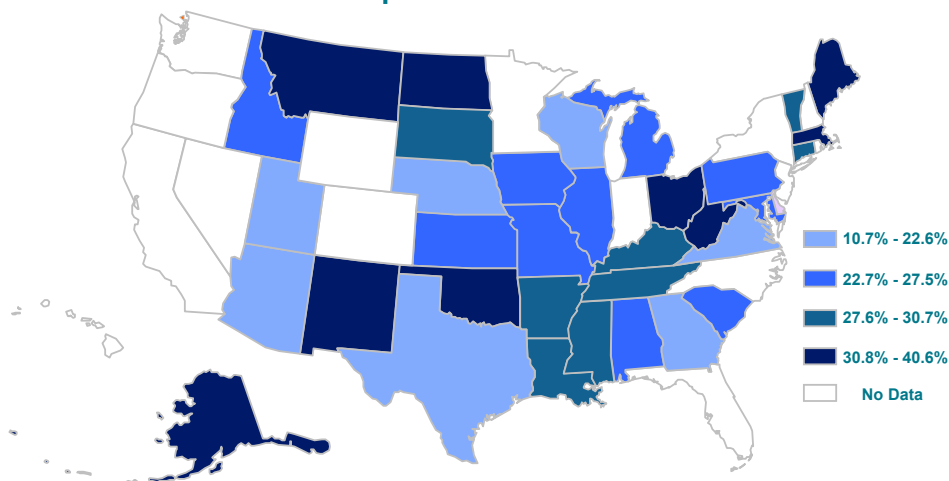 10.7% - 22.6%
22.7% - 27.5%
27.6% - 30.7%
30.8% - 40.6%
No Data